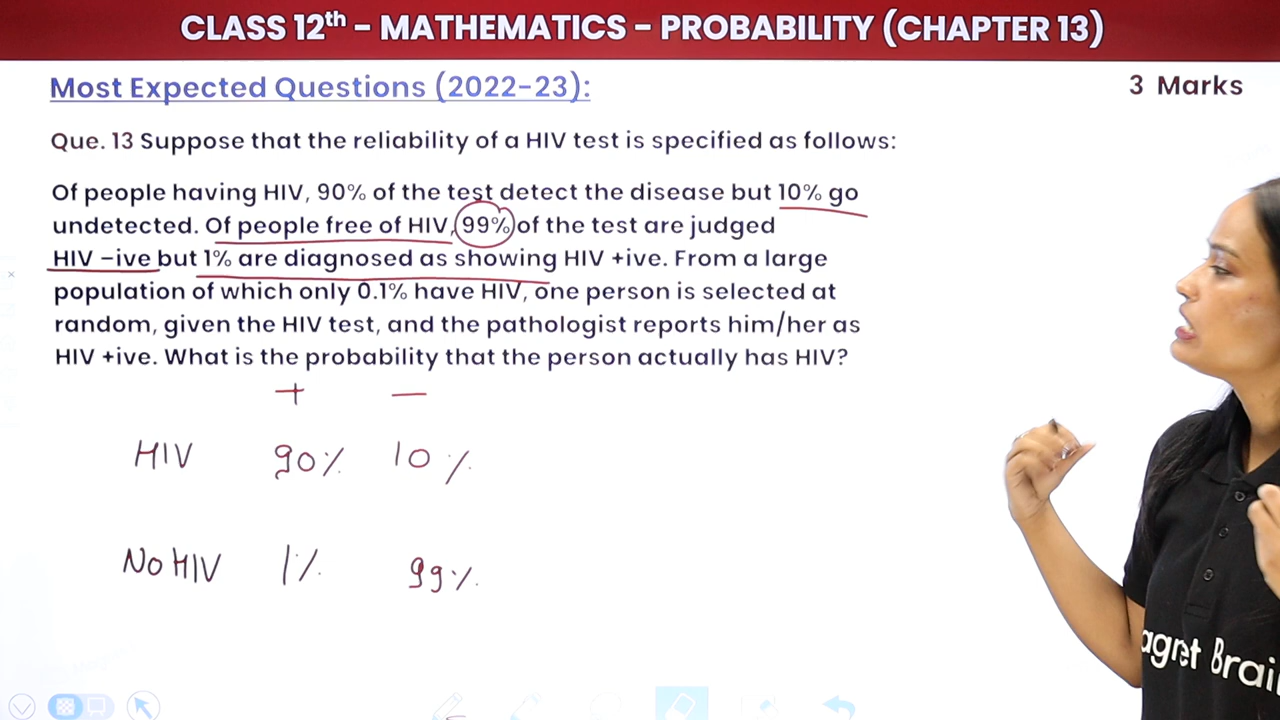 CLASS 12th - MATHEMATICS - PROBABILITY (CHAPTER 13)
Most Expected Questions (2022-23):
3 Marks
Que. 13 Suppose that the reliability of a HIV test is specified as follows:
Of people having HIV, 90% of the test detect the disease but 10% go
undetected. Of people free of HIV, 99% of the test are judged
HIV -ive but 1% are diagnosed as showing HIV +ive. From a large
population of which only 0.1% have HIV, one person is selected at
random, given the HIV test, and the pathologist reports him/her as
HIV +ive. What is the probability that the person actually has HIV?
+ −
HIV 90% 10%
No HIV 1% 99%
agnet Brai